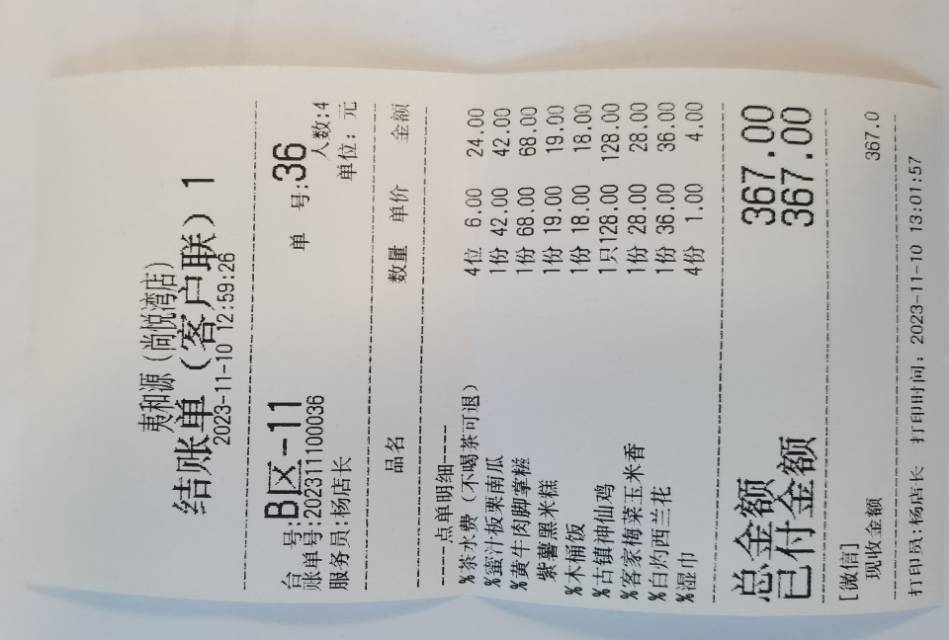 夷和源（尚悦湾店）
结账单（客户联）1
2023-11-10 12:59:26
台 号:B区-11 单 号:36
账单号:202311100036 人数:4
服务员:杨店长 单位: 元
品名 数量 单价 金额
----点单明细----
%茶水费（不喝茶可退） 4位 6.00 24.00
%蜜汁板栗南瓜 1份 42.00 42.00
%黄牛肉脚掌糍 1份 68.00 68.00
紫薯黑米糕 1份 19.00 19.00
%木桶饭 1份 18.00 18.00
%古镇神仙鸡 1只 128.00 128.00
%客家梅菜玉米香 1份 28.00 28.00
%白灼西兰花 1份 36.00 36.00
%湿巾 4份 1.00 4.00
总金额 367.00
已付金额 367.00
[微信]
现收金额 367.0
打印员:杨店长 打印时间: 2023-11-10 13:01:57